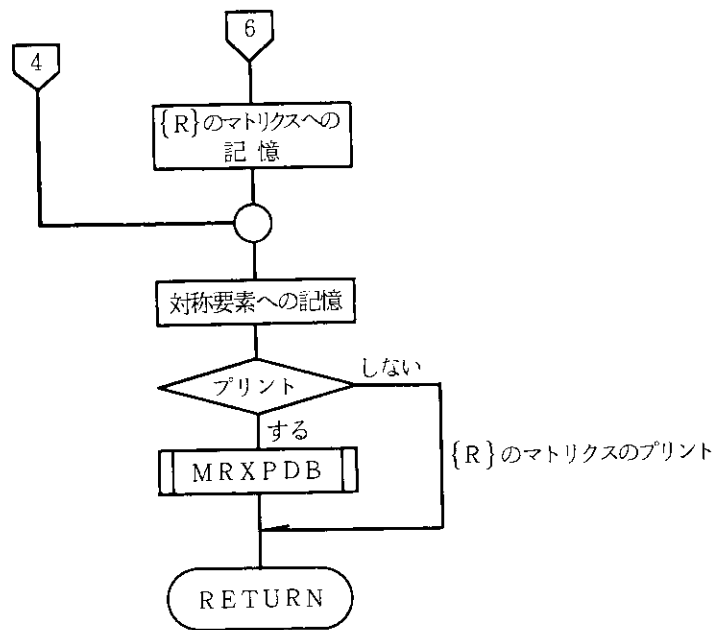 6
4
{R}のマトリクスへの
記憶
対称要素への記憶
しない
プリント
する
MRXPDB
{R}のマトリクスのプリント
RETURN